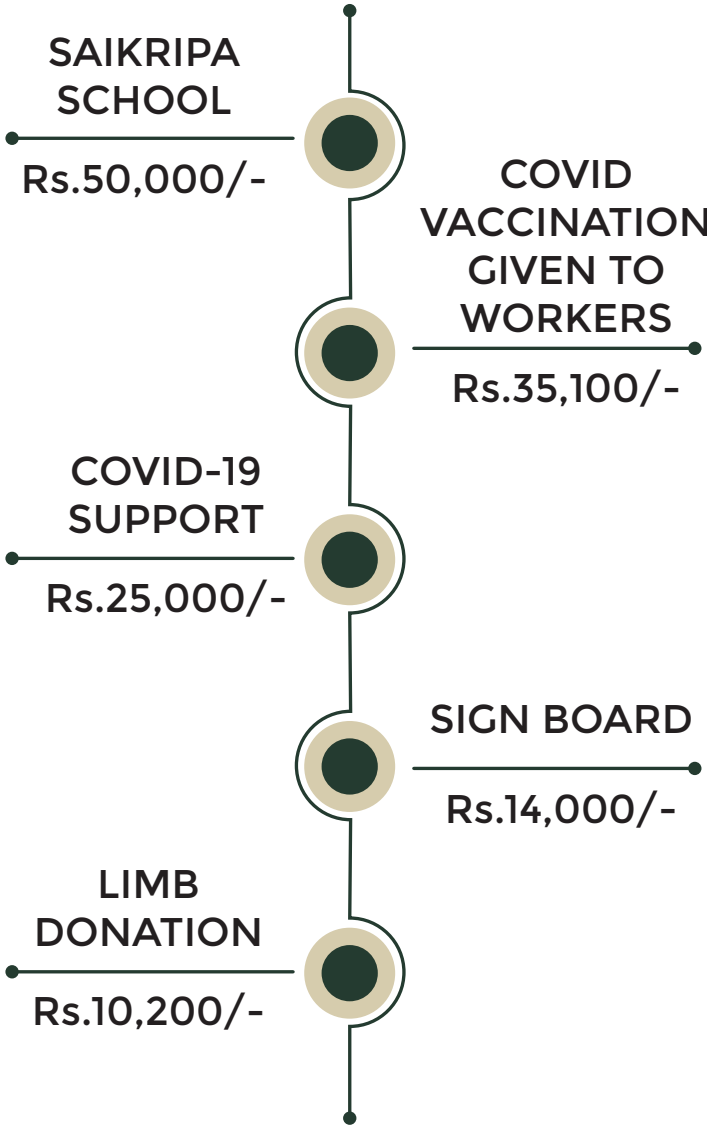 SAIKRIPA
SCHOOL
Rs.50,000/-
COVID
VACCINATION
GIVEN TO
WORKERS
Rs.35,100/-
COVID-19
SUPPORT
Rs.25,000/-
SIGN BOARD
Rs.14,000/-
LIMB
DONATION
Rs.10,200/-